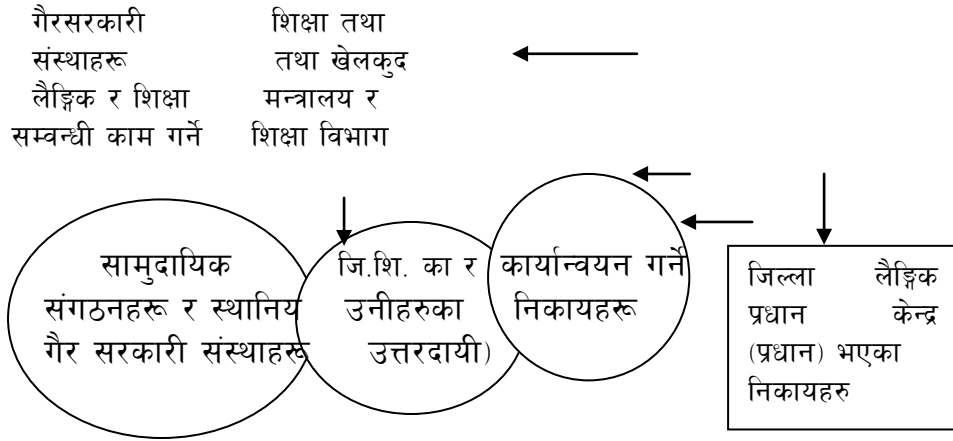 गैरसरकारी
संस्थाहरू
लैङ्गिक र शिक्षा
सम्वन्धी काम गर्ने
शिक्षा तथा
तथा खेलकुद
मन्त्रालय र
शिक्षा विभाग
सामुदायिक
संगठनहरू र स्थानिय
गैर सरकारी संस्थाहरू
जि.शि. का र
उनीहरुका
उत्तरदायी)
कार्यान्वयन गर्ने
निकायहरू
जिल्ला लैङ्गिक
प्रधान केन्द्र
(प्रधान) भएका
निकायहरु